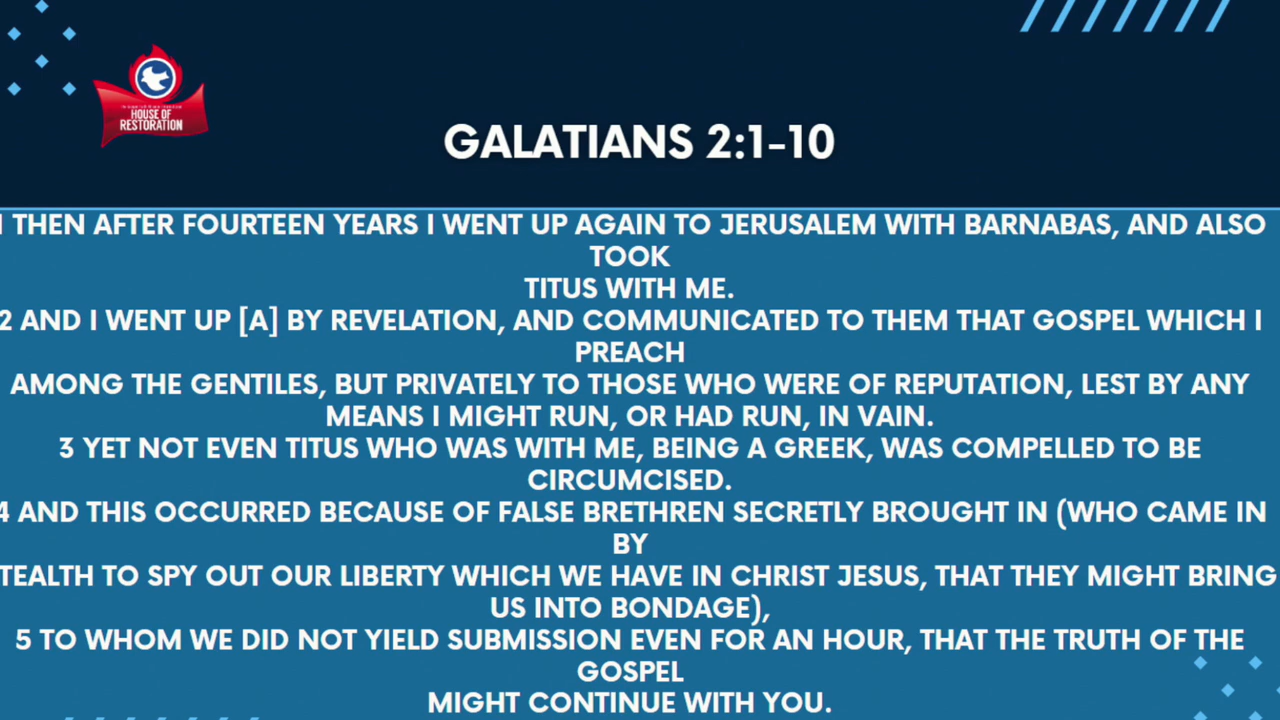 HOUSE OF
RESTORATION
GALATIANS 2:1-10
1 THEN AFTER FOURTEEN YEARS I WENT UP AGAIN TO JERUSALEM WITH BARNABAS, AND ALSO
TOOK
TITUS WITH ME.
2 AND I WENT UP [A] BY REVELATION, AND COMMUNICATED TO THEM THAT GOSPEL WHICH I
PREACH
AMONG THE GENTILES, BUT PRIVATELY TO THOSE WHO WERE OF REPUTATION, LEST BY ANY
MEANS I MIGHT RUN, OR HAD RUN, IN VAIN.
3 YET NOT EVEN TITUS WHO WAS WITH ME, BEING A GREEK, WAS COMPELLED TO BE
CIRCUMCISED.
4 AND THIS OCCURRED BECAUSE OF FALSE BRETHREN SECRETLY BROUGHT IN (WHO CAME IN
BY
TEALTH TO SPY OUT OUR LIBERTY WHICH WE HAVE IN CHRIST JESUS, THAT THEY MIGHT BRING
US INTO BONDAGE),
5 TO WHOM WE DID NOT YIELD SUBMISSION EVEN FOR AN HOUR, THAT THE TRUTH OF THE
GOSPEL
MIGHT CONTINUE WITH YOU.